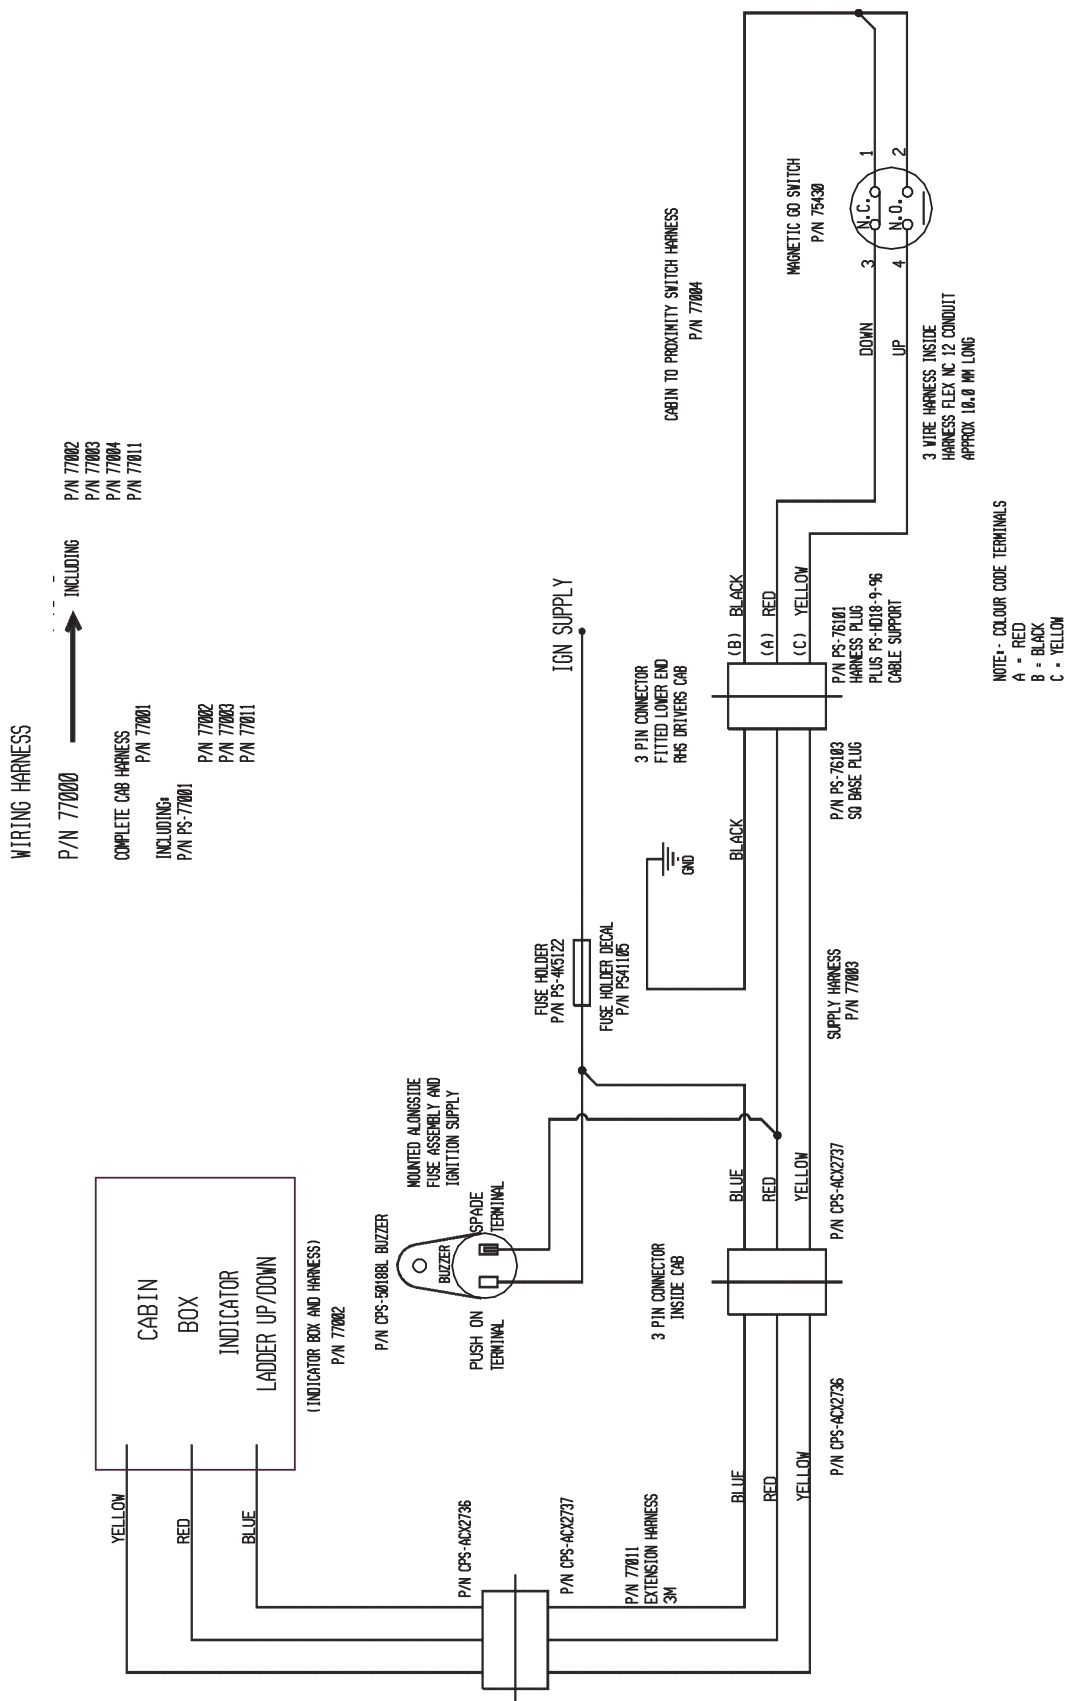 WIRING HARNESS
P/N 77000
INCLUDING
P/N 77002
P/N 77003
P/N 77004
P/N 77011
COMPLETE CAB HARNESS
P/N 77001
INCLUDING:
P/N PS-77001
P/N 77002
P/N 77003
P/N 77011
CABIN
BOX
INDICATOR
LADDER UP/DOWN
(INDICATOR BOX AND HARNESS)
P/N 77002
YELLOW
RED
BLUE
P/N CPS-5018BL BUZZER
MOUNTED ALONGSIDE
FUSE ASSEMBLY AND
IGNITION SUPPLY
BUZZER
SPADE
TERMINAL
PUSH ON
TERMINAL
P/N CPS-ACX2736
P/N CPS-ACX2737
P/N 77011
EXTENSION HARNESS
3M
FUSE HOLDER
P/N PS-4K5122
FUSE HOLDER DECAL
P/N PS41105
IGN SUPPLY
GND
3 PIN CONNECTOR
INSIDE CAB
BLUE
RED
YELLOW
P/N CPS-ACX2736
BLUE
RED
YELLOW
P/N CPS-ACX2737
3 PIN CONNECTOR
FITTED LOWER END
RHS DRIVERS CAB
BLACK
SUPPLY HARNESS
P/N 77003
P/N PS-76103
SQ BASE PLUG
(B) BLACK
(A) RED
(C) YELLOW
P/N PS-76101
HARNESS PLUG
PLUS PS-HD18-9-96
CABLE SUPPORT
CABIN TO PROXIMITY SWITCH HARNESS
P/N 77004
MAGNETIC GO SWITCH
P/N 75430
DOWN
3
N.C.
1
UP
4
N.O.
2
3 WIRE HARNESS INSIDE
HARNESS FLEX NC 12 CONDUIT
APPROX 10.0 MM LONG
NOTE:- COLOUR CODE TERMINALS
A = RED
B = BLACK
C = YELLOW